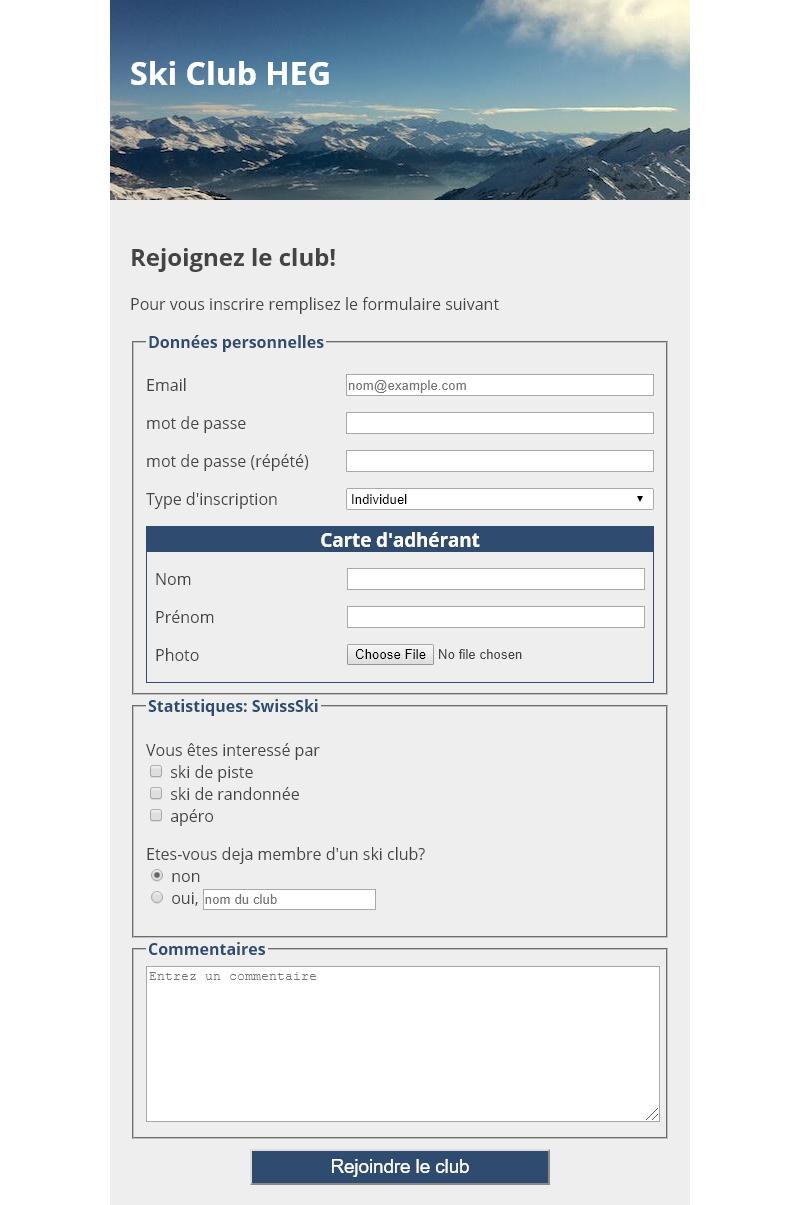 Ski Club HEG
Rejoignez le club!
Pour vous inscrire remplisez le formulaire suivant
Données personnelles
Email nom@example.com
mot de passe
mot de passe (répété)
Type d'inscription Individuel
Carte d'adhérant
Nom
Prénom
Photo Choose File No file chosen
Statistiques: SwissSki
Vous êtes interessé par
ski de piste
ski de randonnée
apéro
Etes-vous deja membre d'un ski club?
non
oui, nom du club
Commentaires
Entrez un commentaire
Rejoindre le club